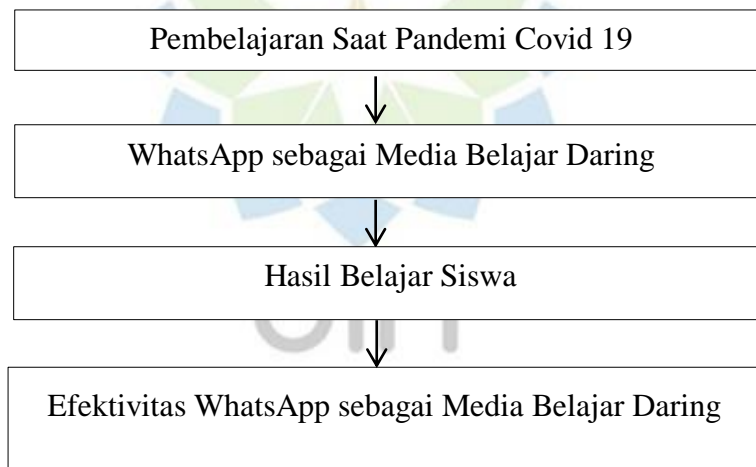 Pembelajaran Saat Pandemi Covid 19
WhatsApp sebagai Media Belajar Daring
Hasil Belajar Siswa
Efektivitas WhatsApp sebagai Media Belajar Daring